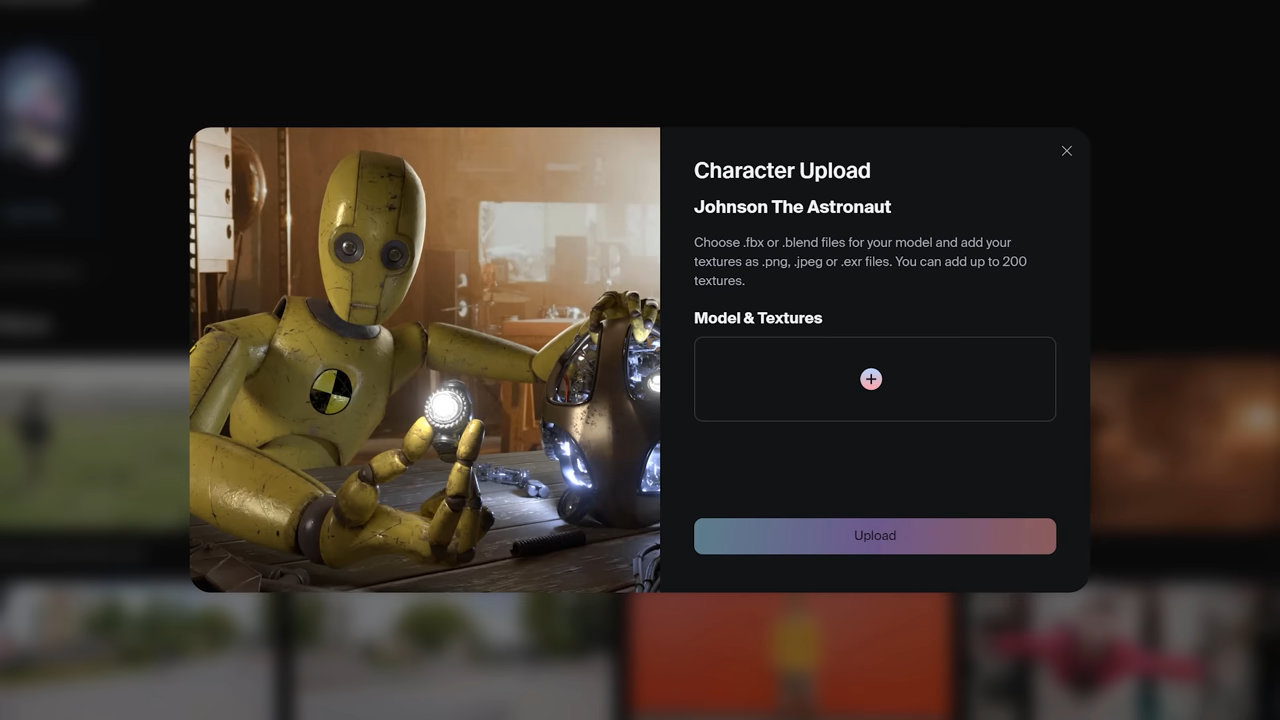 Character Upload
Johnson The Astronaut
Choose .fbx or .blend files for your model and add your
textures as .png, .jpeg or .exr files. You can add up to 200
textures.
Model & Textures
Upload